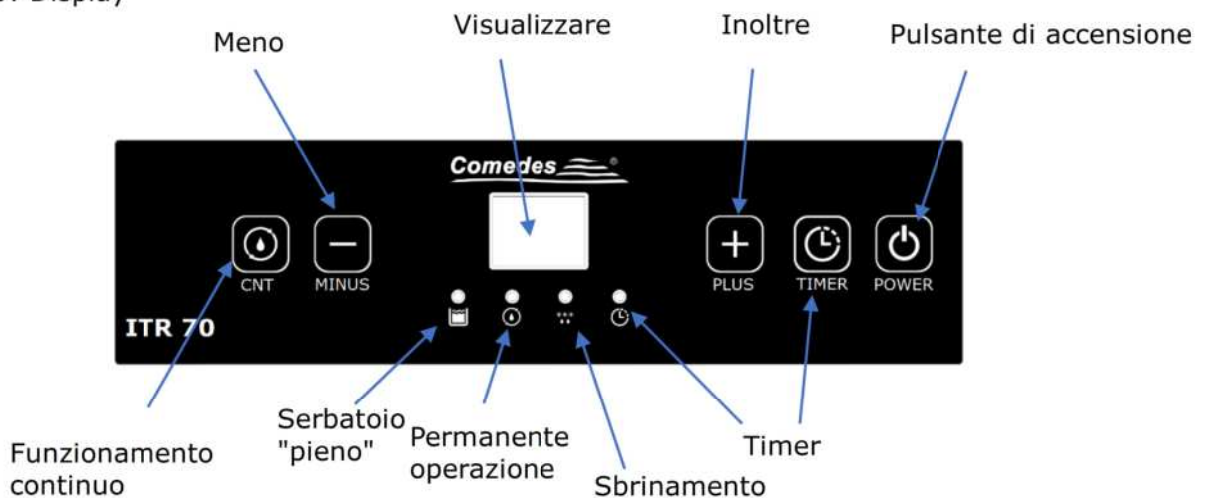 Display
Meno
Visualizzare
Inoltre
Pulsante di accensione
Comedes®
CNT
MINUS
PLUS
TIMER
POWER
ITR 70
Funzionamento
continuo
Serbatoio
"pieno"
Permanente
operazione
Sbrinamento
Timer